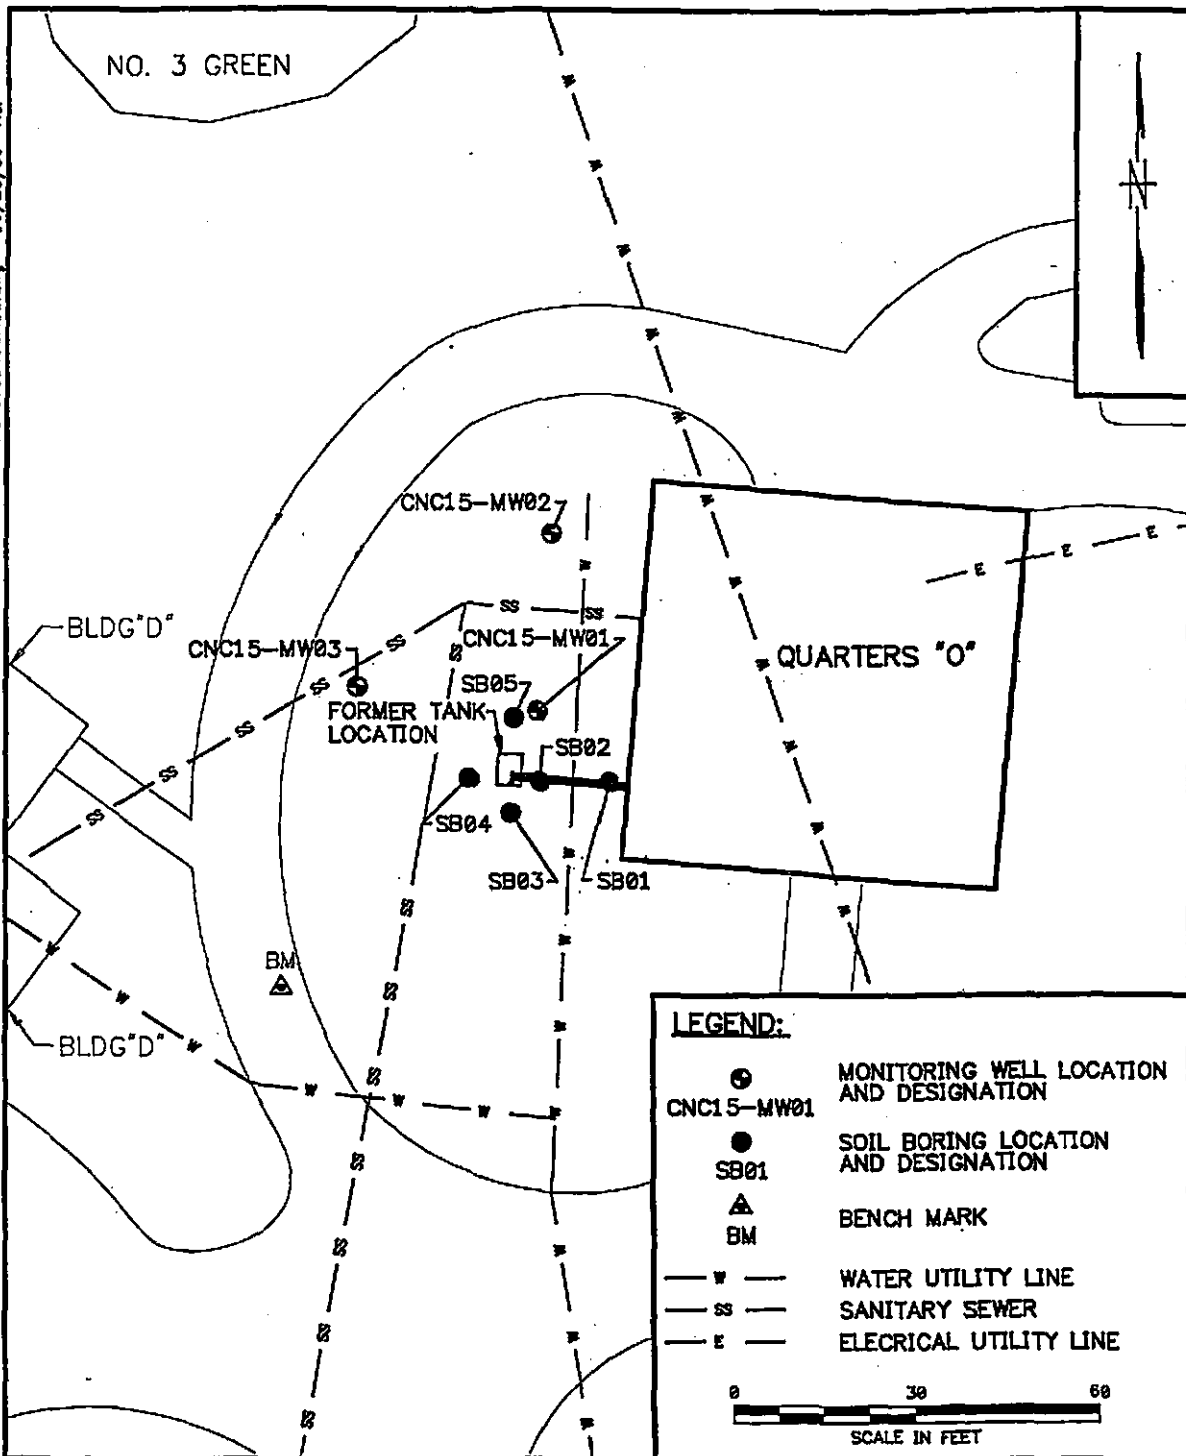 NO. 3 GREEN
N
CNC15-MW02
W
E
E
E
SS
SS
BLDG"D"
CNC15-MW03
SS
CNC15-MW01
QUARTERS "O"
SB05
FORMER TANK
LOCATION
SB02
SB04
SB03
SB01
BM
BLDG"D"
LEGEND:
CNC15-MW01
MONITORING WELL LOCATION
AND DESIGNATION
SB01
SOIL BORING LOCATION
AND DESIGNATION
BM
BENCH MARK
W
WATER UTILITY LINE
SS
SANITARY SEWER
E
ELECRICAL UTILITY LINE
0 30 60
SCALE IN FEET